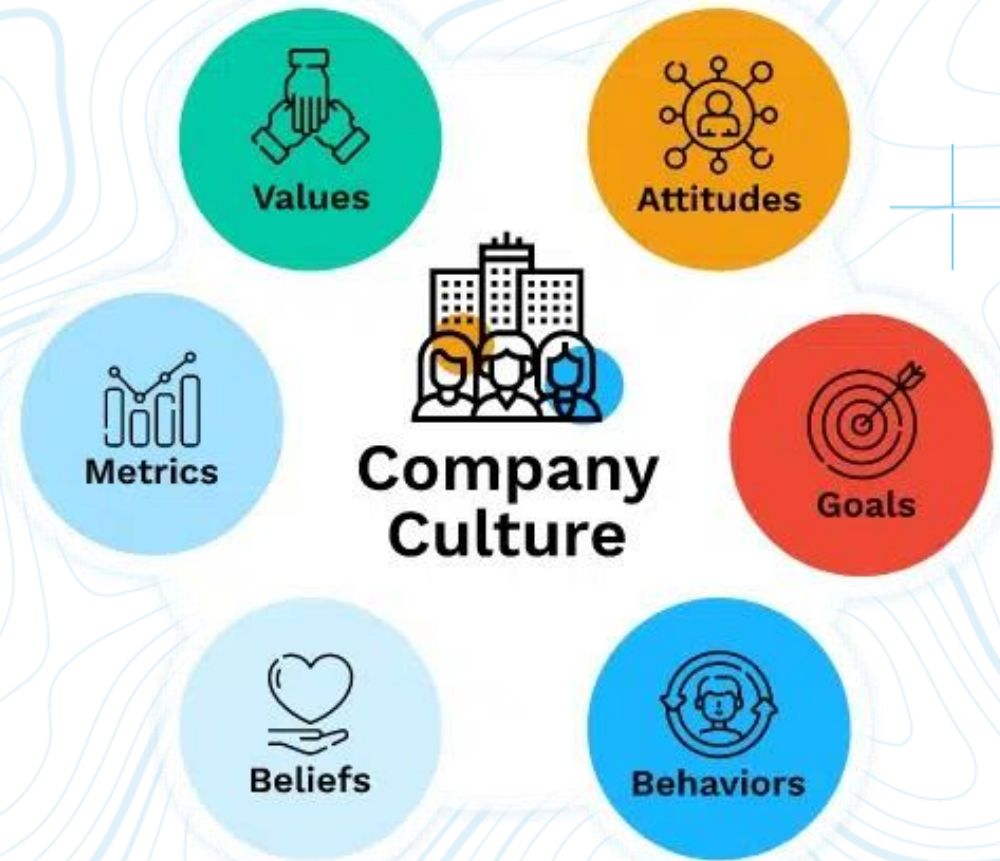 Values
Attitudes
Metrics
Company
Culture
Goals
Beliefs
Behaviors